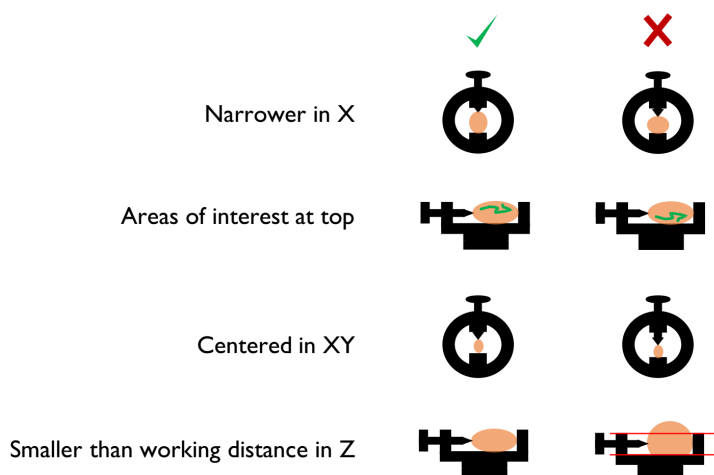 Narrower in X
Areas of interest at top
Centered in XY
Smaller than working distance in Z